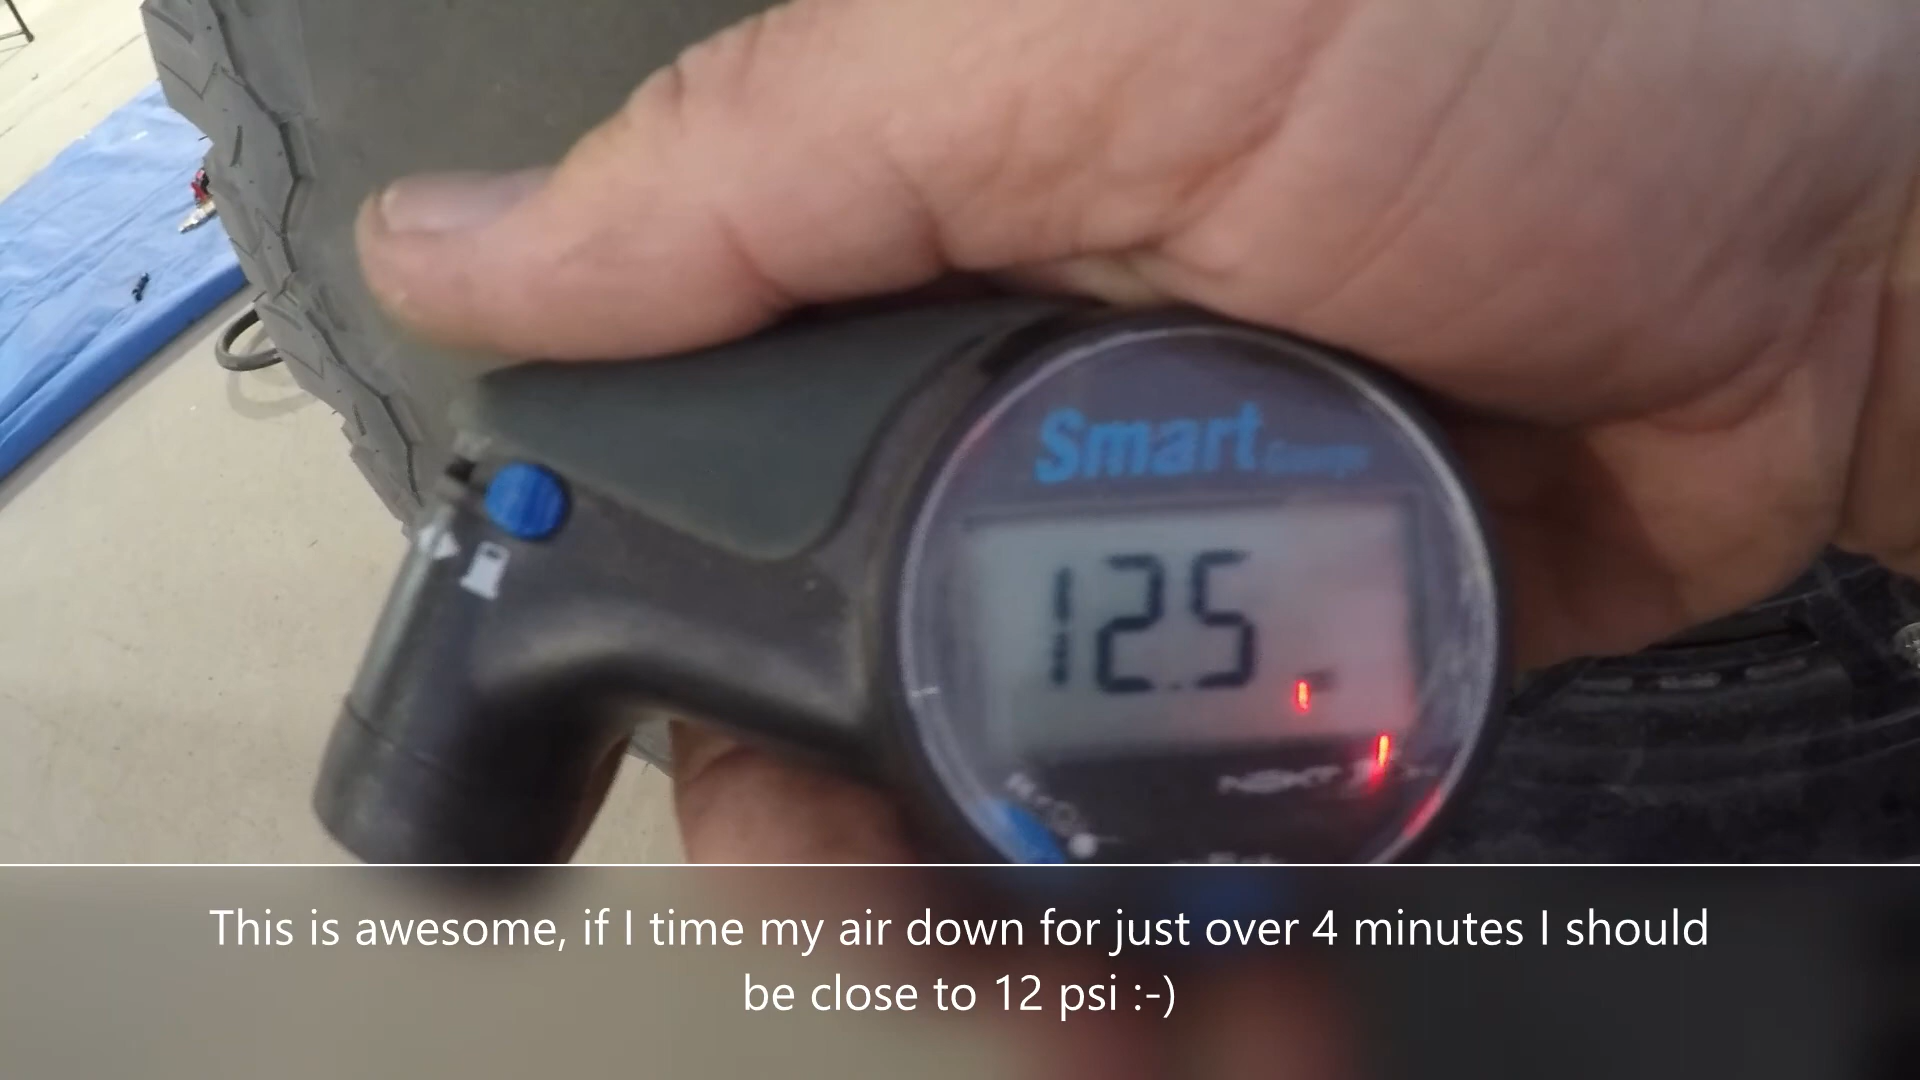 Smart
12.5
This is awesome, if I time my air down for just over 4 minutes I should
be close to 12 psi :-)